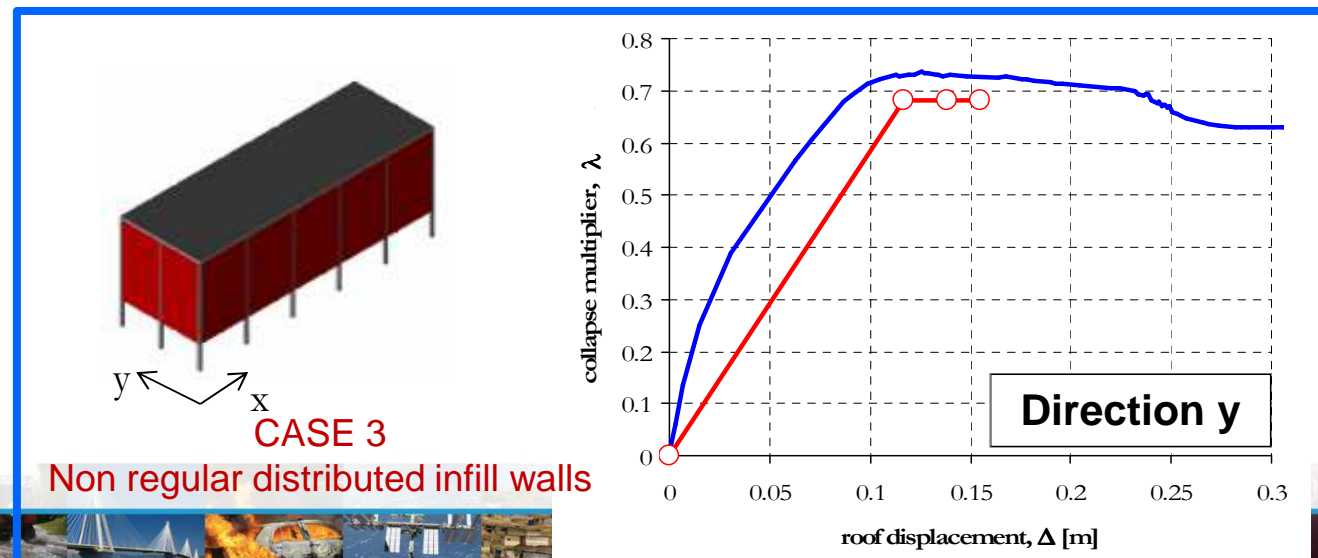 y
x
CASE 3
Non regular distributed infill walls
collapse multiplier, λ
0.8
0.7
0.6
0.5
0.4
0.3
0.2
0.1
0
Direction y
0 0.05 0.1 0.15 0.2 0.25 0.3
roof displacement, Δ [m]